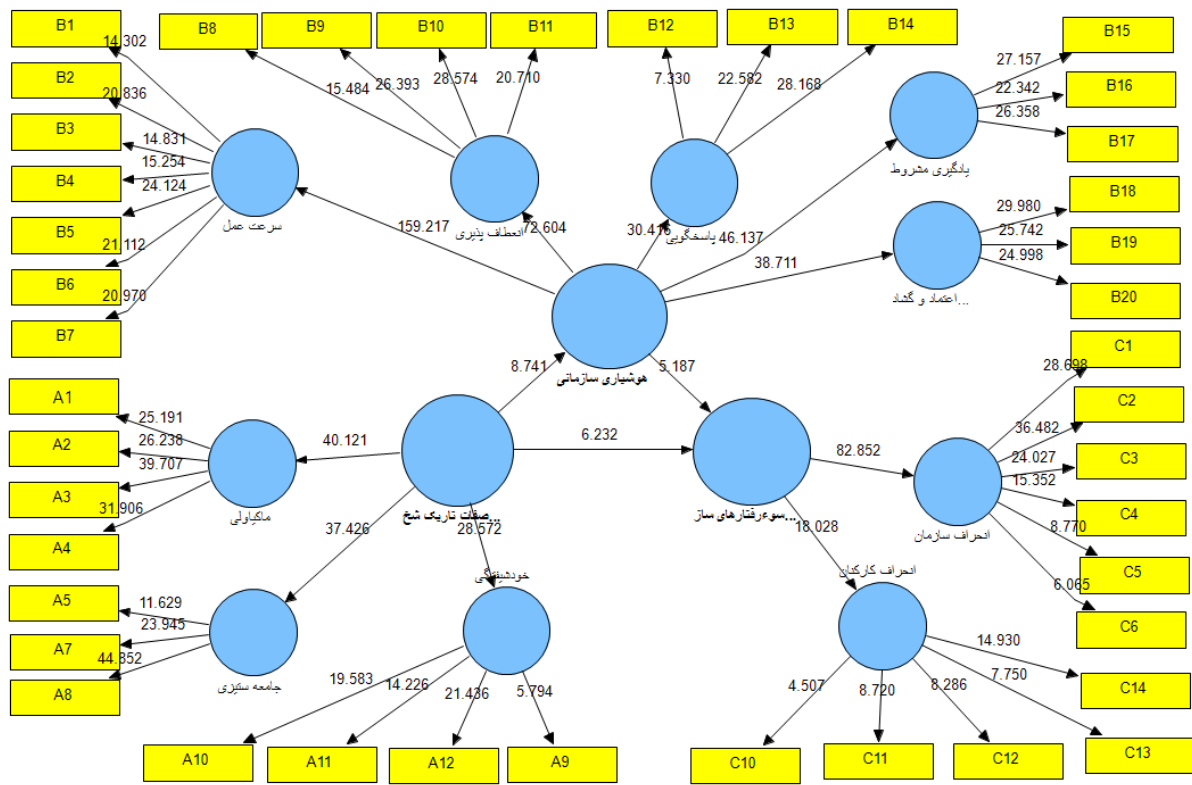 B1
B8
B9
B10
B11
B12
B13
B14
B15
14.302
15.484
26.393
28.574
20.710
7.330
22.582
28.168
27.157
B2
20.836
22.342
B16
B3
14.831
26.358
B17
B4
15.254
یادگیری مشروط
B18
24.124
29.980
B5
سرعت عمل
159.217
انعطاف پذیری
72.604
30.416
پاسخگویی
46.137
25.742
B19
21.112
38.711
24.998
B6
B20
20.970
اعتماد و گشاد...
B7
C1
8.741
هوشیاری سازمانی
5.187
28.698
A1
25.191
C2
A2
26.238
40.121
6.232
82.852
36.482
24.027
C3
A3
39.707
15.352
C4
31.906
ماکیاولی
صفات تاریک شخ...
سوءرفتارهای ساز...
8.770
A4
37.426
28.572
18.028
انحراف سازمان
C5
خودشیفتگی
انحراف کارکنان
6.065
A5
11.629
C6
A7
23.945
14.930
44.852
A8
جامعه ستیزی
19.583
14.226
21.436
5.794
4.507
8.720
8.286
7.750
C14
A10
A11
A12
A9
C10
C11
C12
C13